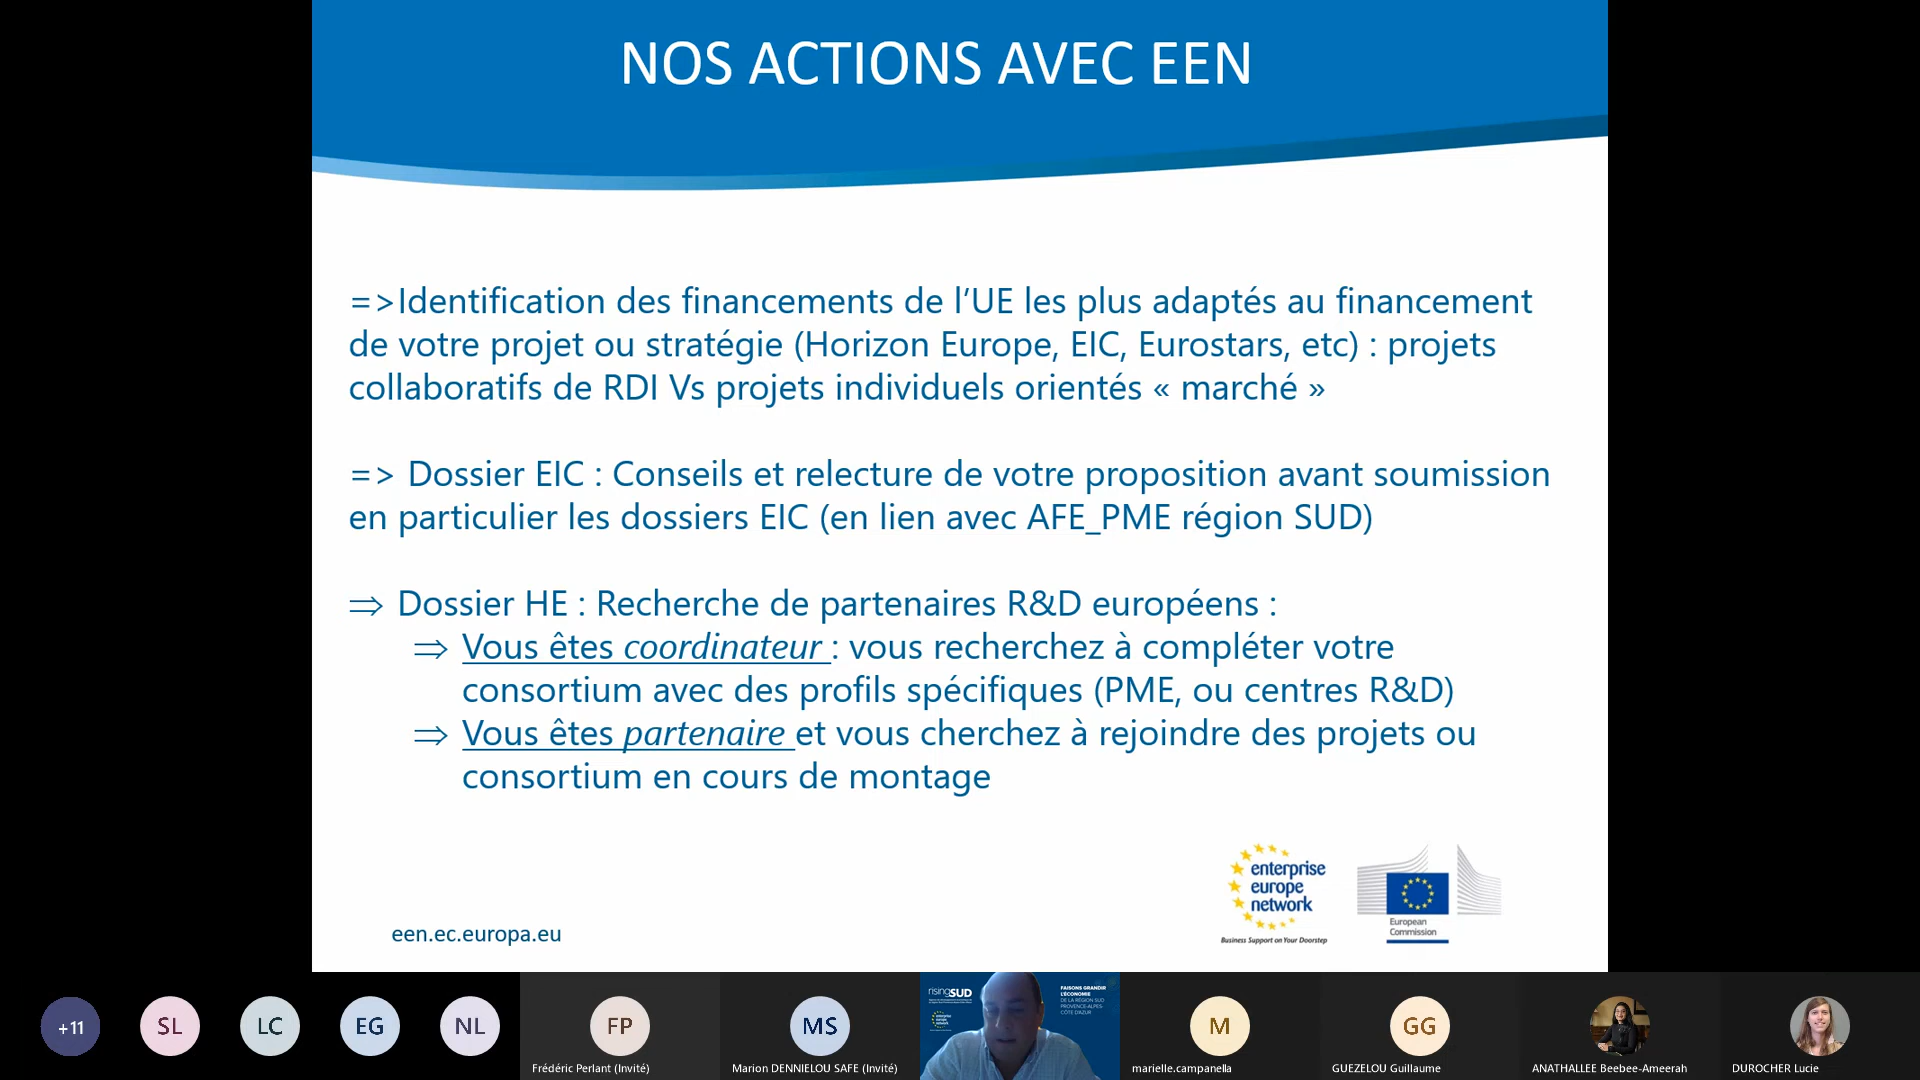 NOS ACTIONS AVEC EEN
=>Identification des financements de l’UE les plus adaptés au financement
de votre projet ou stratégie (Horizon Europe, EIC, Eurostars, etc) : projets
collaboratifs de RDI Vs projets individuels orientés « marché »
=> Dossier EIC : Conseils et relecture de votre proposition avant soumission
en particulier les dossiers EIC (en lien avec AFE_PME région SUD)
⇒ Dossier HE : Recherche de partenaires R&D européens :
⇒ Vous êtes coordinateur : vous recherchez à compléter votre
consortium avec des profils spécifiques (PME, ou centres R&D)
⇒ Vous êtes partenaire et vous cherchez à rejoindre des projets ou
consortium en cours de montage
een.ec.europa.eu
enterprise
europe
network
Business Support on Your Doorstep
European
Commission
+11
SL
LC
EG
NL
FP
Frédéric Perlant (Invité)
MS
Marion DENNIELOU SAFE (Invité)
risingSUD
enterprise
europe
network
FAISONS GRANDIR
L’ÉCONOMIE
DE LA RÉGION SUD
PROVENCE-ALPES-
CÔTE D’AZUR
M
marielle.campanella
GG
GUEZELOU Guillaume
ANATHALLEE Beebee-Ameerah
DUROCHER Lucie